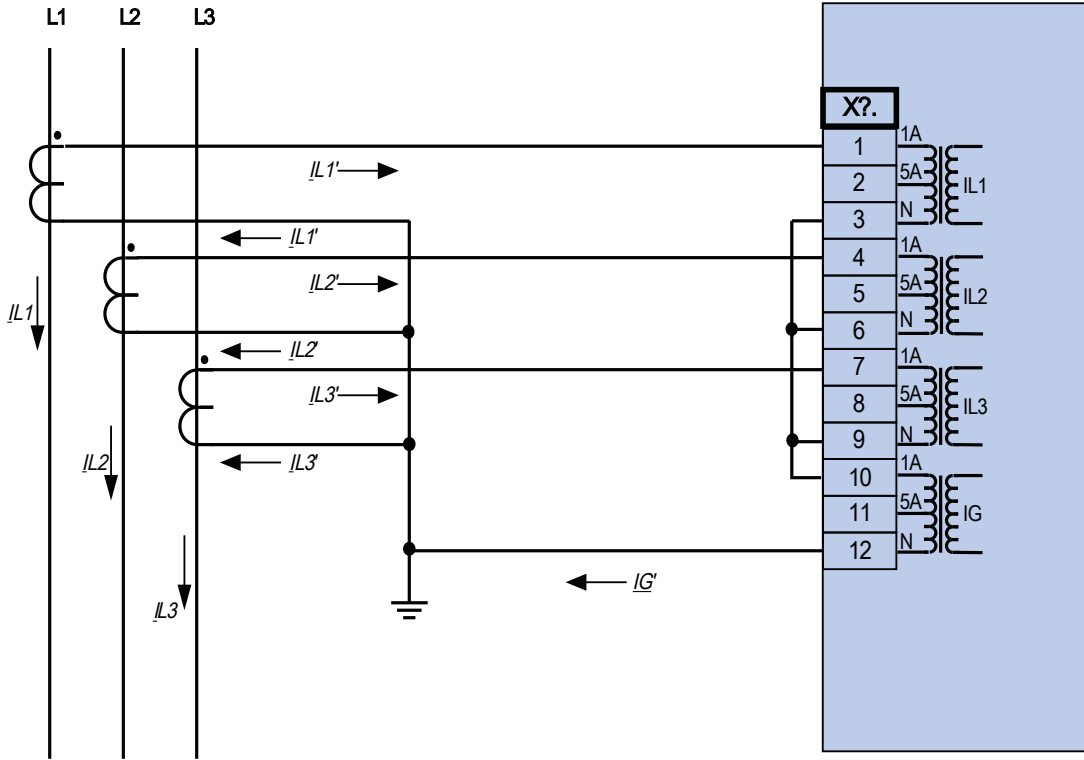 L1 L2 L3
X?.
1 1A
IL1'
2 5A IL1
3 N
IL1'
4 1A
IL2'
5 5A IL2
IL1
6 N
IL2'
7 1A
IL3'
8 5A IL3
9 N
IL2
IL3'
10 1A
11 5A IG
12 N
IG'
IL3